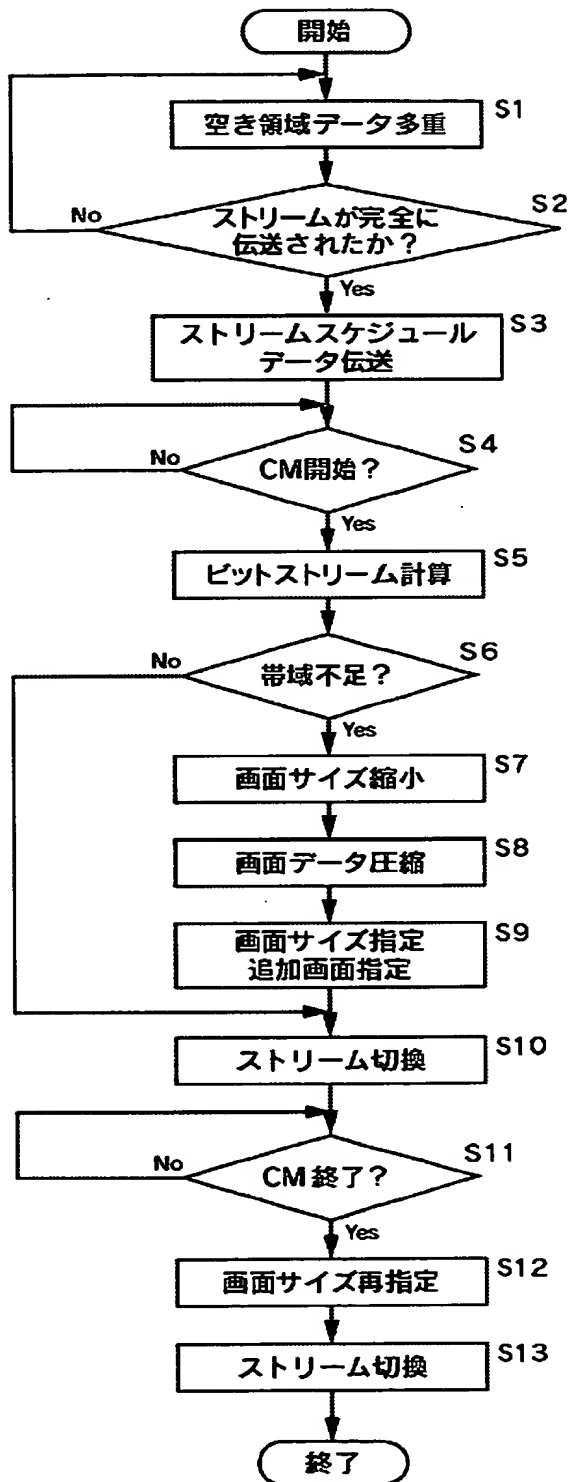 開始
空き領域データ多重
S1
ストリームが完全に
伝送されたか?
S2
No
Yes
ストリームスケジュール
データ伝送
S3
CM開始?
S4
No
Yes
ビットストリーム計算
S5
帯域不足?
S6
No
Yes
画面サイズ縮小
S7
画面データ圧縮
S8
画面サイズ指定
追加画面指定
S9
ストリーム切換
S10
CM終了?
S11
No
Yes
画面サイズ再指定
S12
ストリーム切換
S13
終了